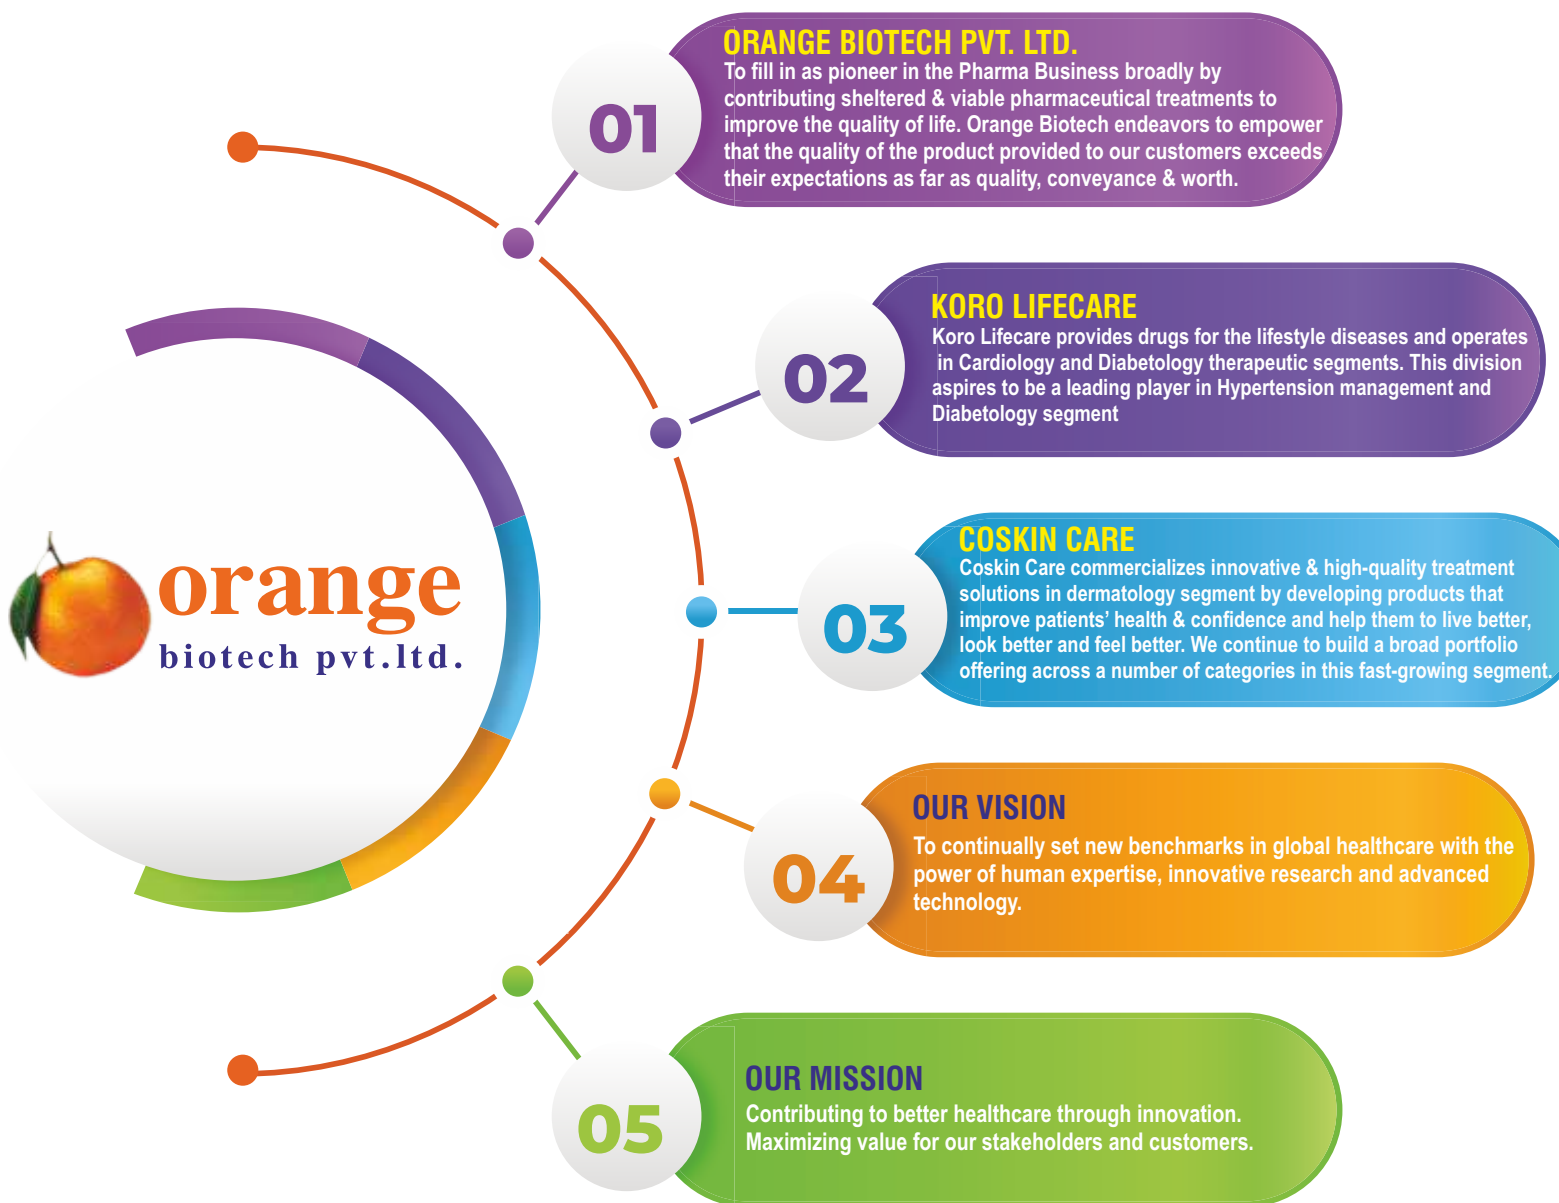 01
ORANGE BIOTECH PVT. LTD.
To fill in as pioneer in the Pharma Business broadly by
contributing sheltered & viable pharmaceutical treatments to
improve the quality of life. Orange Biotech endeavors to empower
that the quality of the product provided to our customers exceeds
their expectations as far as quality, conveyance & worth.
02
KORO LIFECARE
Koro Lifecare provides drugs for the lifestyle diseases and operates
in Cardiology and Diabetology therapeutic segments. This division
aspires to be a leading player in Hypertension management and
Diabetology segment
orange
biotech pvt.ltd.
03
COSKIN CARE
Coskin Care commercializes innovative & high-quality treatment
solutions in dermatology segment by developing products that
improve patients’ health & confidence and help them to live better,
look better and feel better. We continue to build a broad portfolio
offering across a number of categories in this fast-growing segment.
04
OUR VISION
To continually set new benchmarks in global healthcare with the
power of human expertise, innovative research and advanced
technology.
05
OUR MISSION
Contributing to better healthcare through innovation.
Maximizing value for our stakeholders and customers.